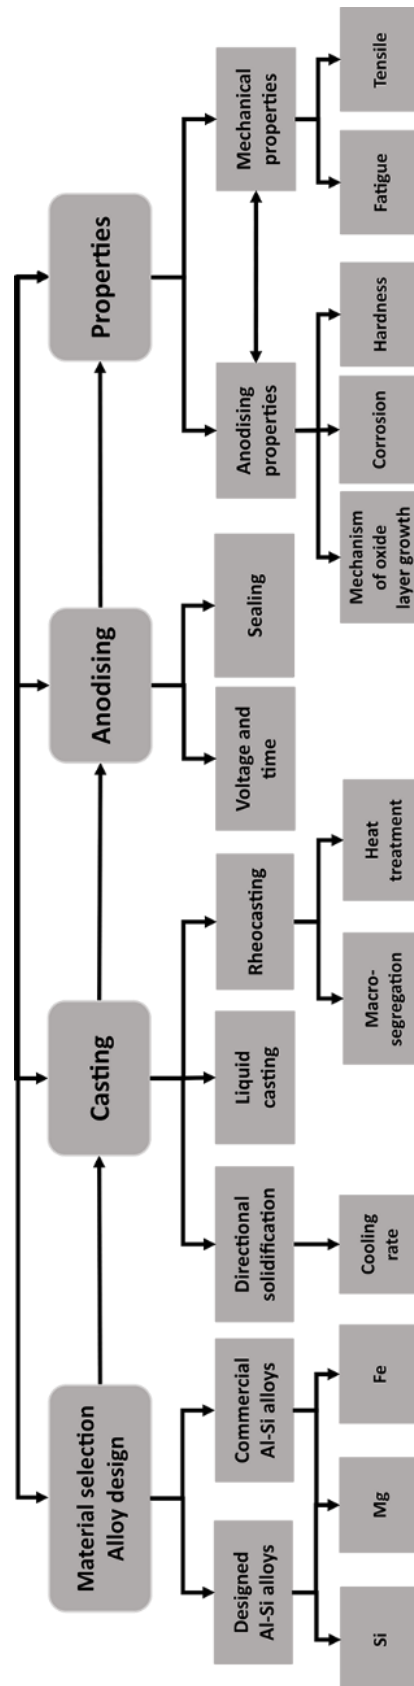 Material selection
Alloy design
Casting
Anodising
Properties
Designed
Al-Si alloys
Commercial
Al-Si alloys
Directional
solidification
Liquid
casting
Rheocasting
Voltage and
time
Sealing
Anodising
properties
Mechanical
properties
Si
Mg
Fe
Cooling
rate
Macro-
segregation
Heat
treatment
Mechanism
of oxide
layer growth
Corrosion
Hardness
Fatigue
Tensile